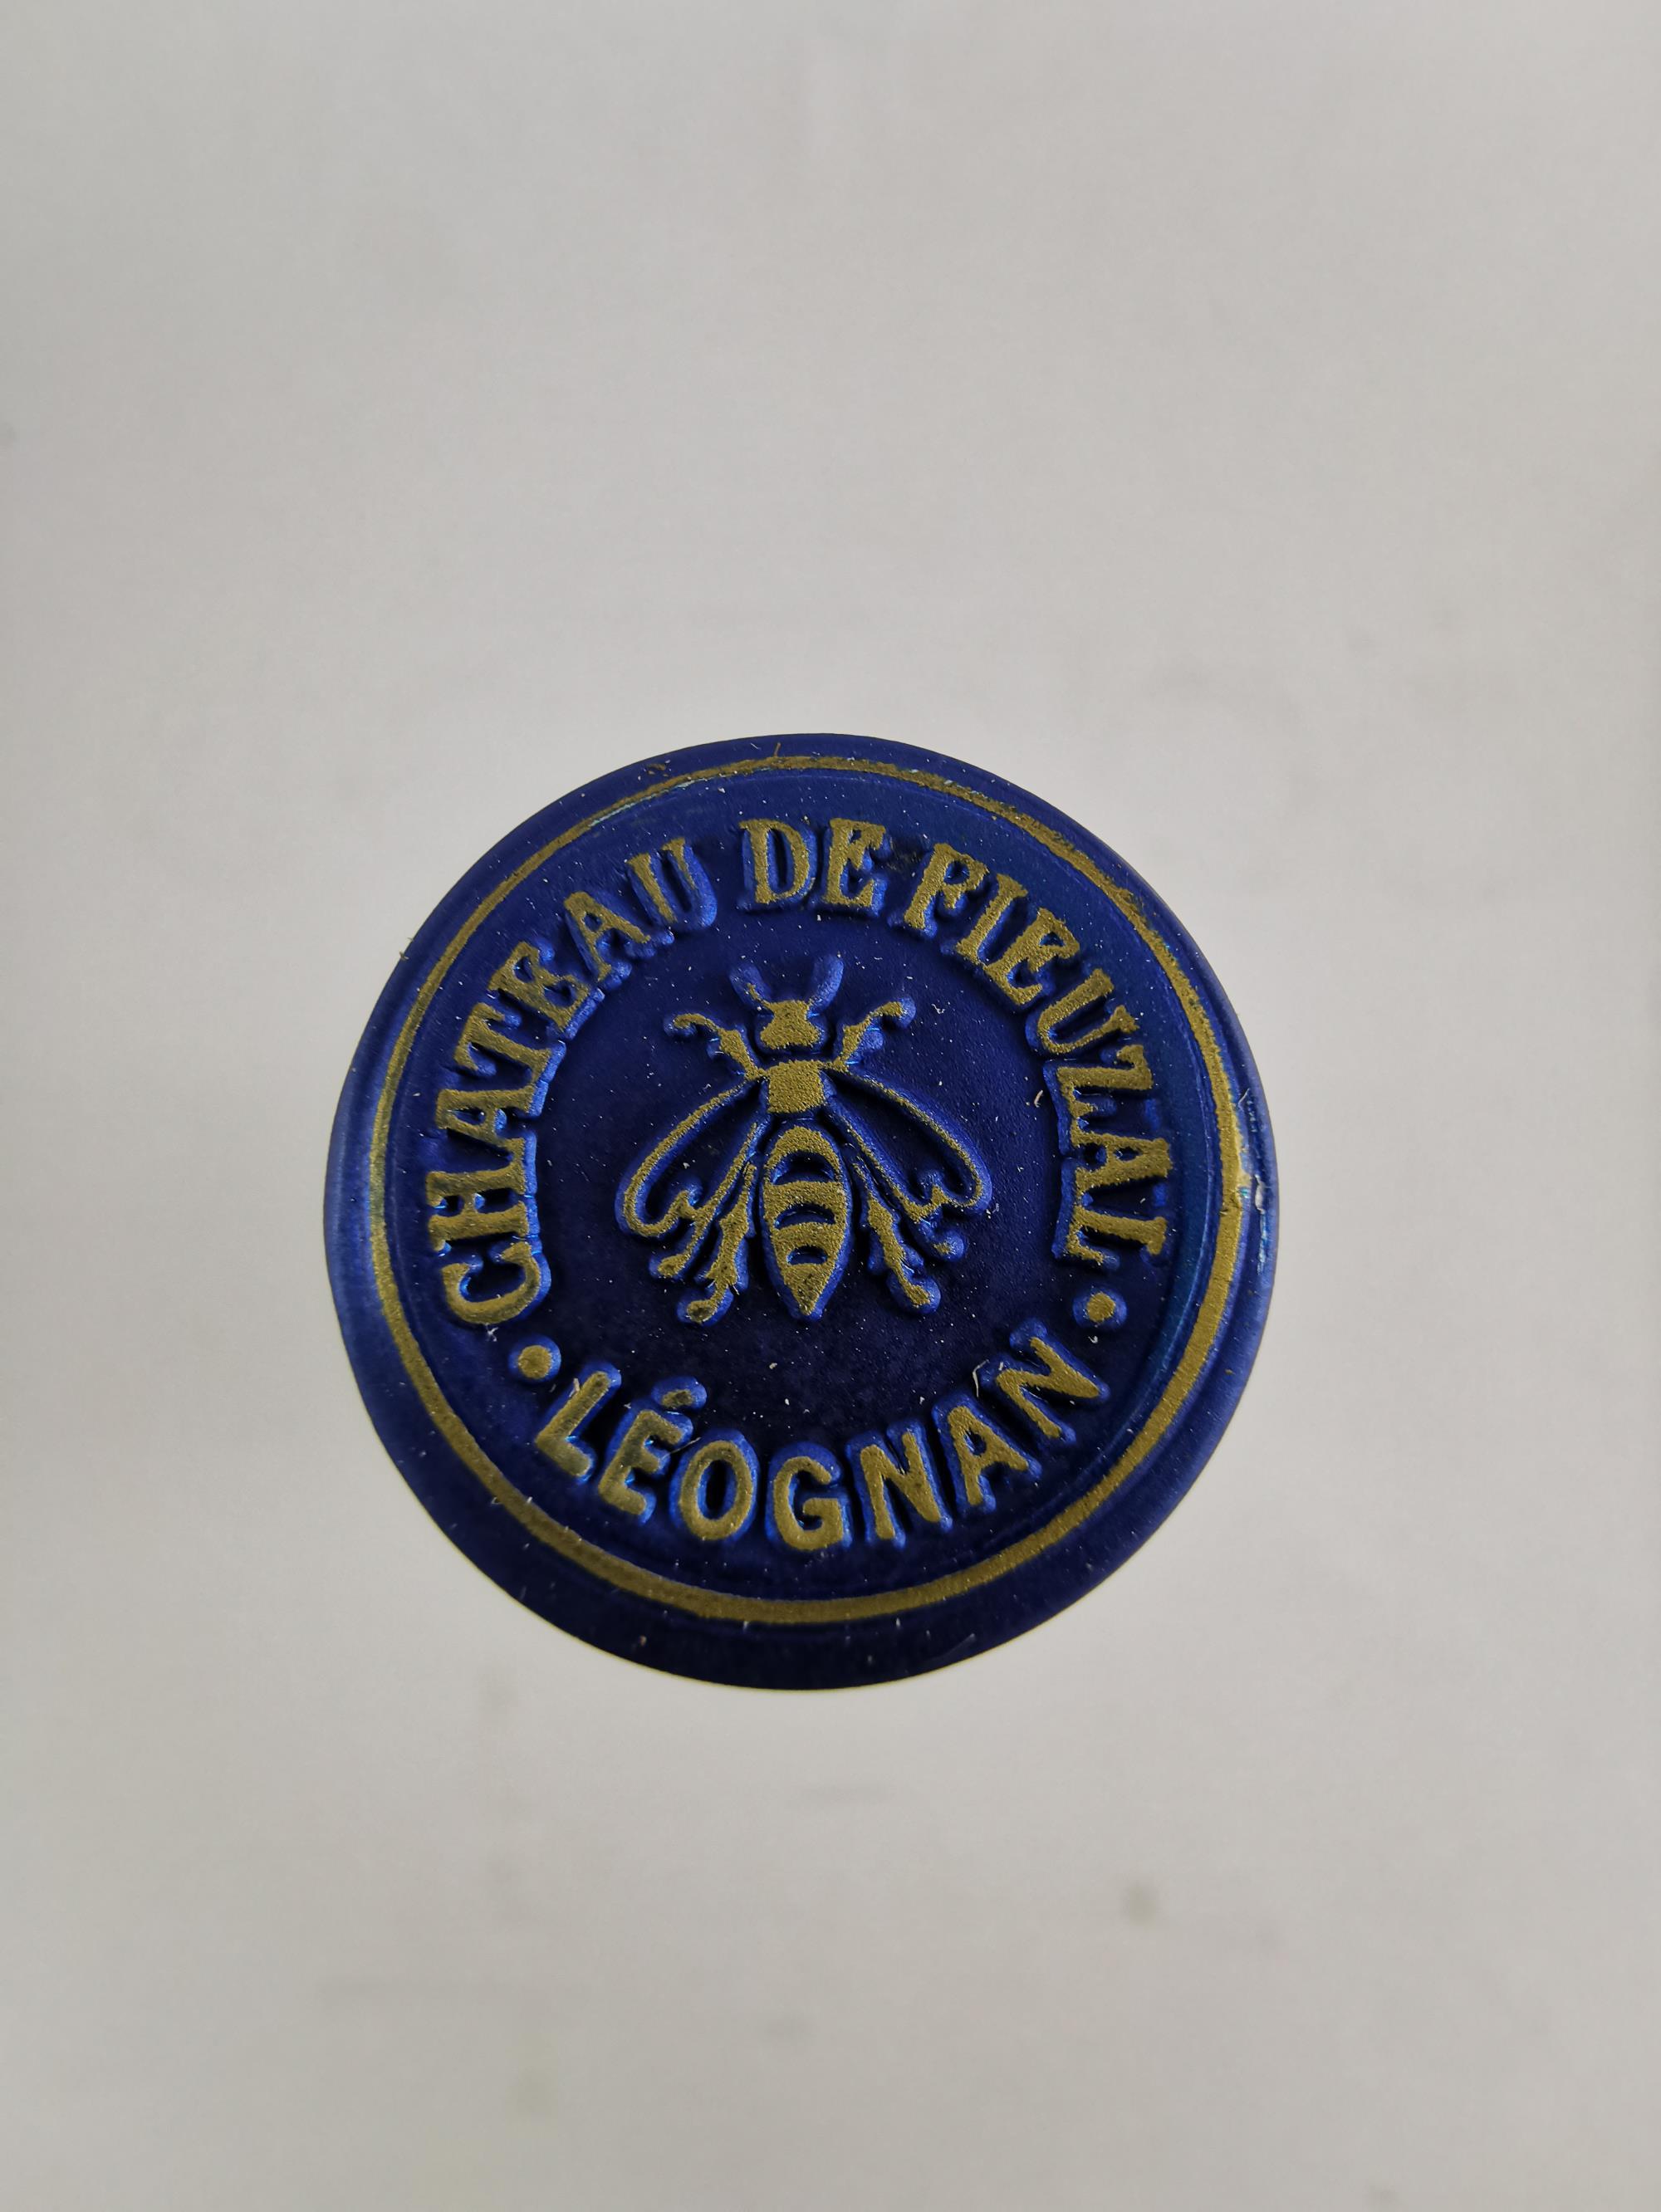 CHATEAU DE FIEUZAL
• LÉOGNAN •